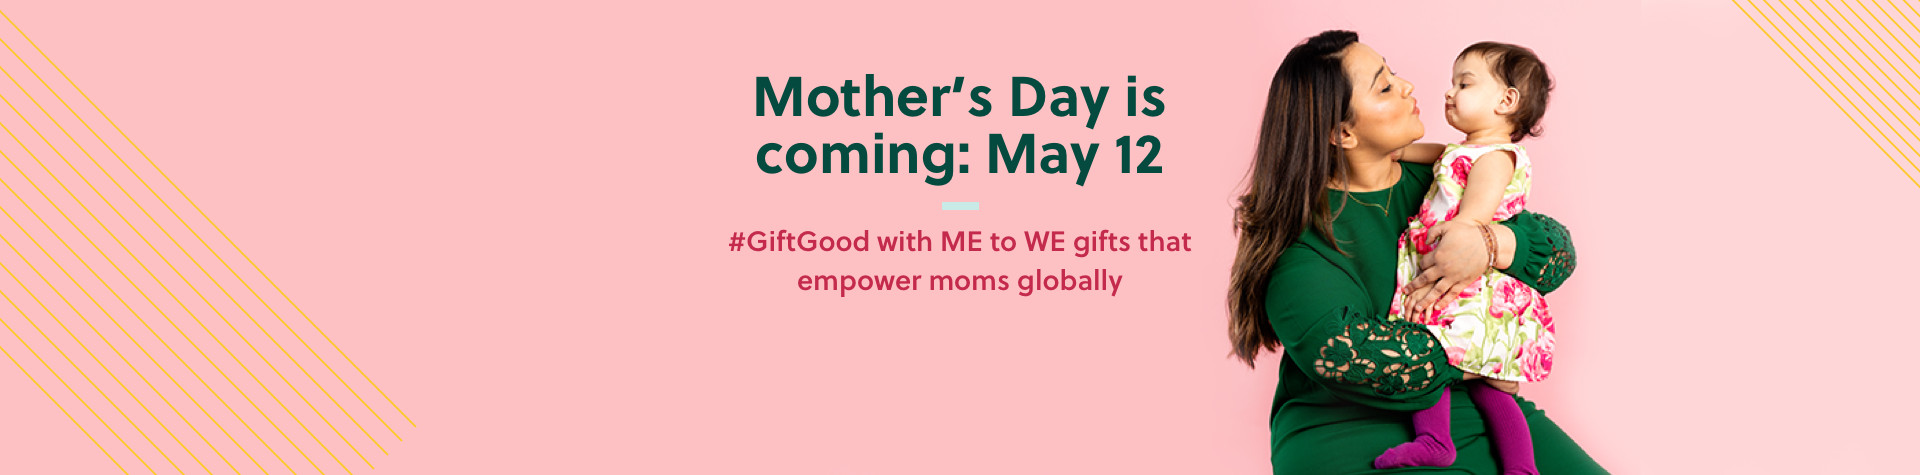 Mother’s Day is
coming: May 12
#GiftGood with ME to WE gifts that
empower moms globally